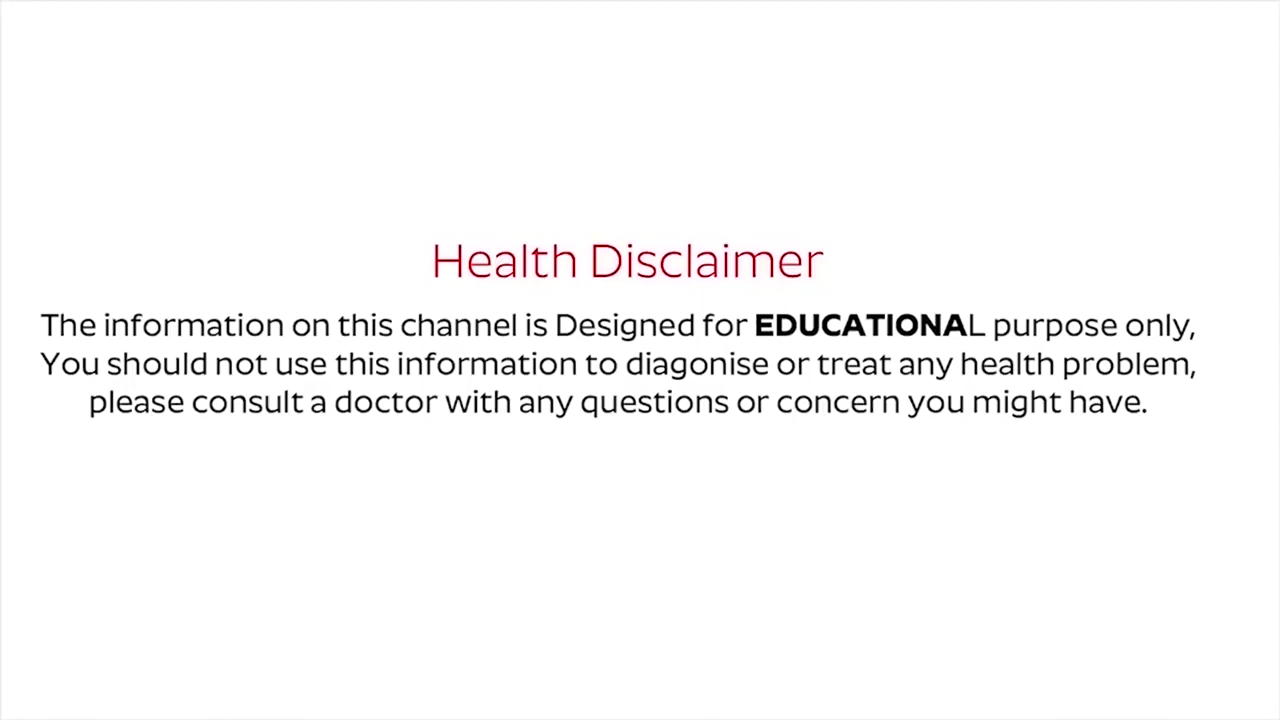 Health Disclaimer
The information on this channel is Designed for EDUCATIONAL purpose only,
You should not use this information to diagonise or treat any health problem,
please consult a doctor with any questions or concern you might have.